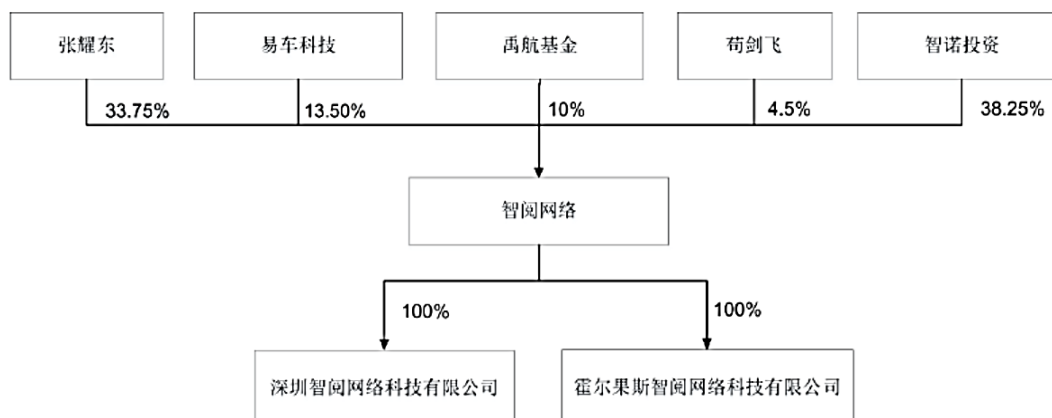 张耀东
易车科技
禹航基金
苟剑飞
智诺投资
33.75%
13.50%
10%
4.5%
38.25%
智阅网络
100%
100%
深圳智阅网络科技有限公司
霍尔果斯智阅网络科技有限公司